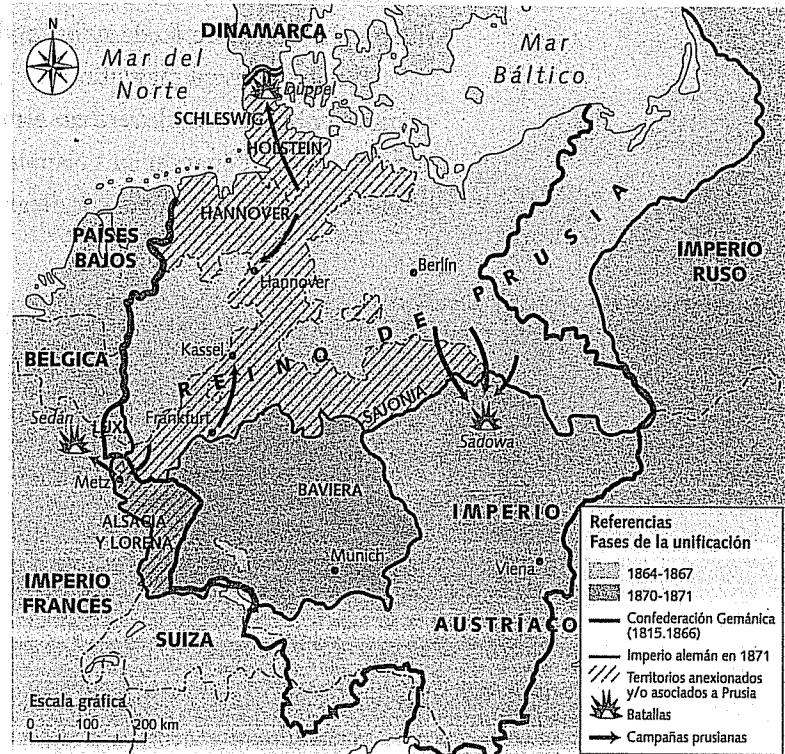 N
DINAMARCA
Mar del
Norte
Mar
Báltico
Düppel
SCHLESWIG
HOLSTEIN
HANNOVER
PAÍSES
BAJOS
Hannover
Berlín
REINO DE PRUSIA
IMPERIO
RUSO
BÉLGICA
Kassel
Sedán
LUX.
Frankfurt
SAJONIA
Sadowa
Metz
ALSACIA
Y LORENA
BAVIERA
Múnich
IMPERIO
AUSTRÍACO
Viena
IMPERIO
FRANCÉS
SUIZA
Escala gráfica
0 100 200 km
Referencias
Fases de la unificación
1864-1867
1870-1871
Confederación Gemánica
(1815.1866)
Imperio alemán en 1871
Territorios anexionados
y/o asociados a Prusia
Batallas
Campañas prusianas